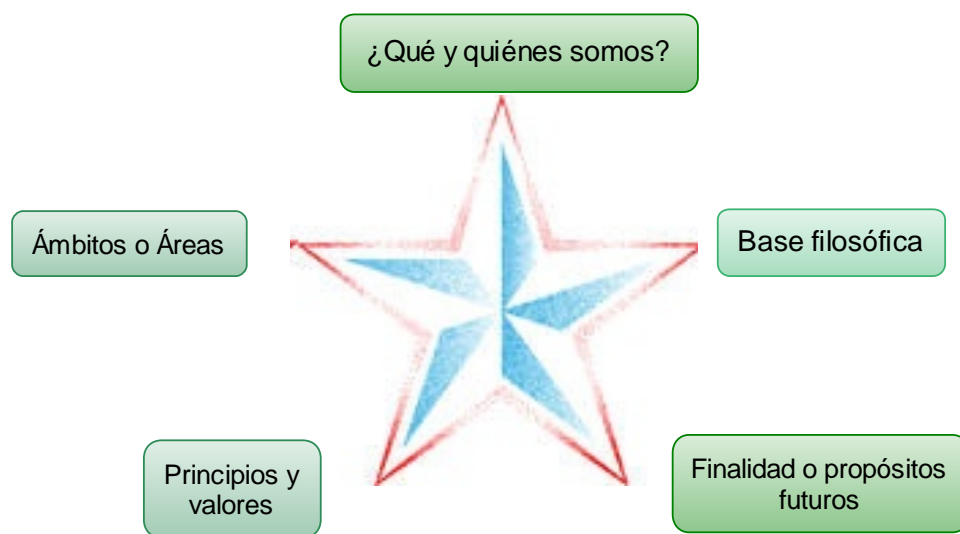 ¿Qué y quiénes somos?
Ámbitos o Áreas
Base filosófica
Principios y
valores
Finalidad o propósitos
futuros